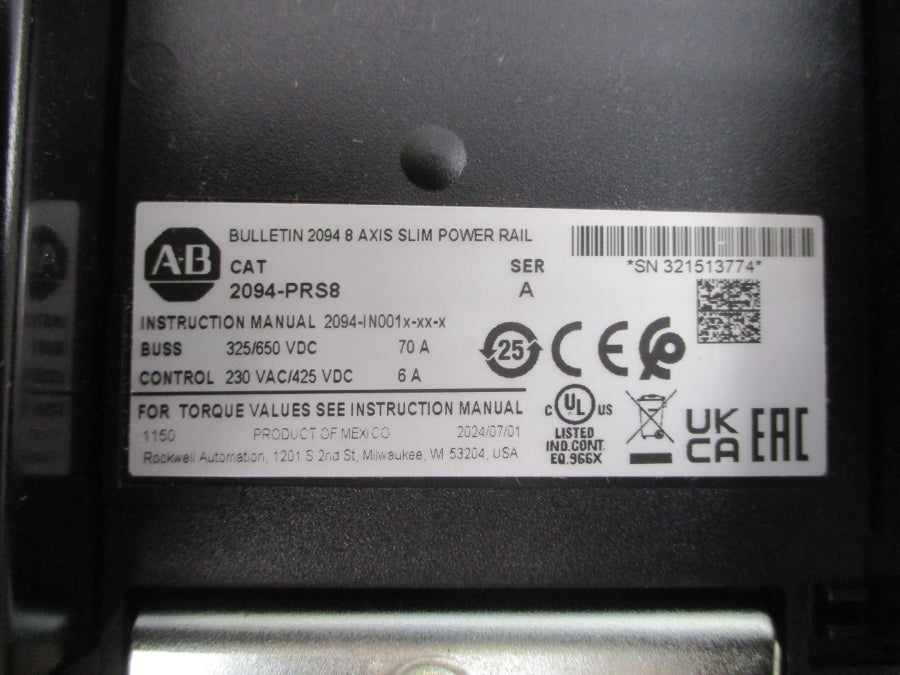 A·B
BULLETIN 2094 8 AXIS SLIM POWER RAIL
CAT SER
2094-PRS8 A
*SN 321513774*
INSTRUCTION MANUAL 2094-IN001x-xx-x
BUSS 325/650 VDC 70 A
CONTROL 230 VAC/425 VDC 6 A
25
CE
FOR TORQUE VALUES SEE INSTRUCTION MANUAL
1150 PRODUCT OF MEXICO 2024/07/01
Rockwell Automation, 1201 S 2nd St, Milwaukee, WI 53204, USA
C UL US
LISTED
IND.CONT.
EQ.966X
UK
CA
EAC